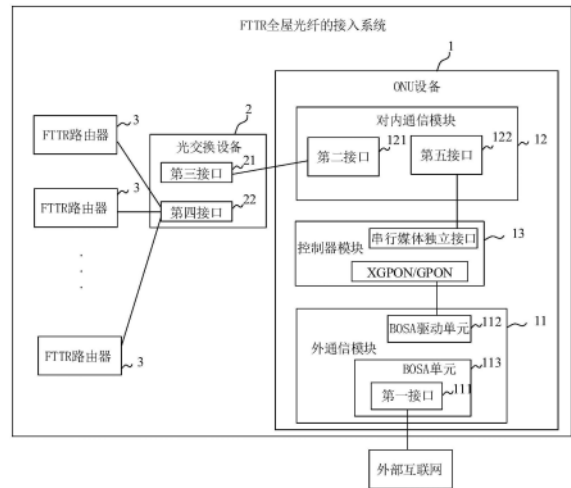 FTTR全屋光纤的接入系统
1
ONU设备
对内通信模块
12
第二接口
121
第五接口
122
2
光交换设备
第三接口
21
第四接口
22
3
FTTR路由器
3
FTTR路由器
3
FTTR路由器
13
控制器模块
串行媒体独立接口
XGPON/GPON
11
外通信模块
BOSA驱动单元
112
113
BOSA单元
第一接口
111
外部互联网